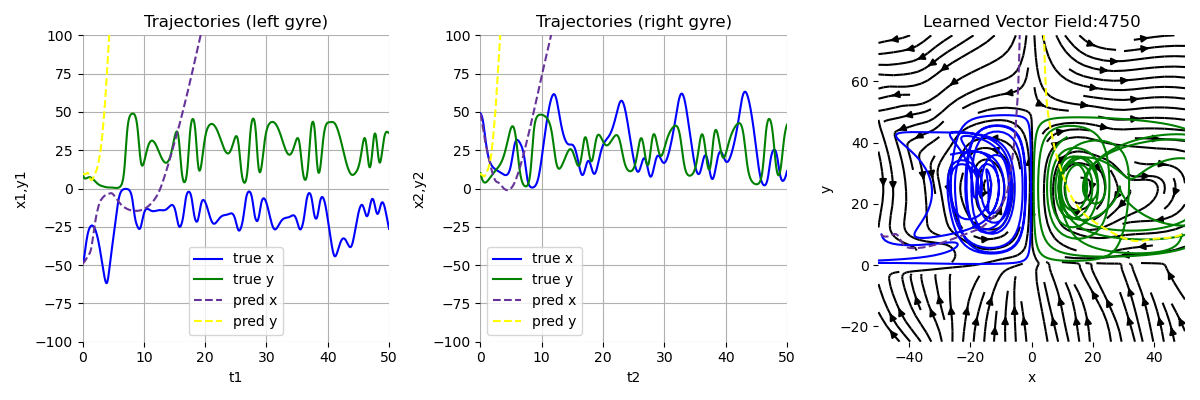 Trajectories (left gyre)
100
75
50
25
0
−25
−50
−75
−100
0
10
20
30
40
50
x1,y1
t1
true x
true y
pred x
pred y
Trajectories (right gyre)
100
75
50
25
0
−25
−50
−75
−100
0
10
20
30
40
50
x2,y2
t2
true x
true y
pred x
pred y
Learned Vector Field:4750
60
40
20
0
−20
−40
−20
0
20
40
y
x